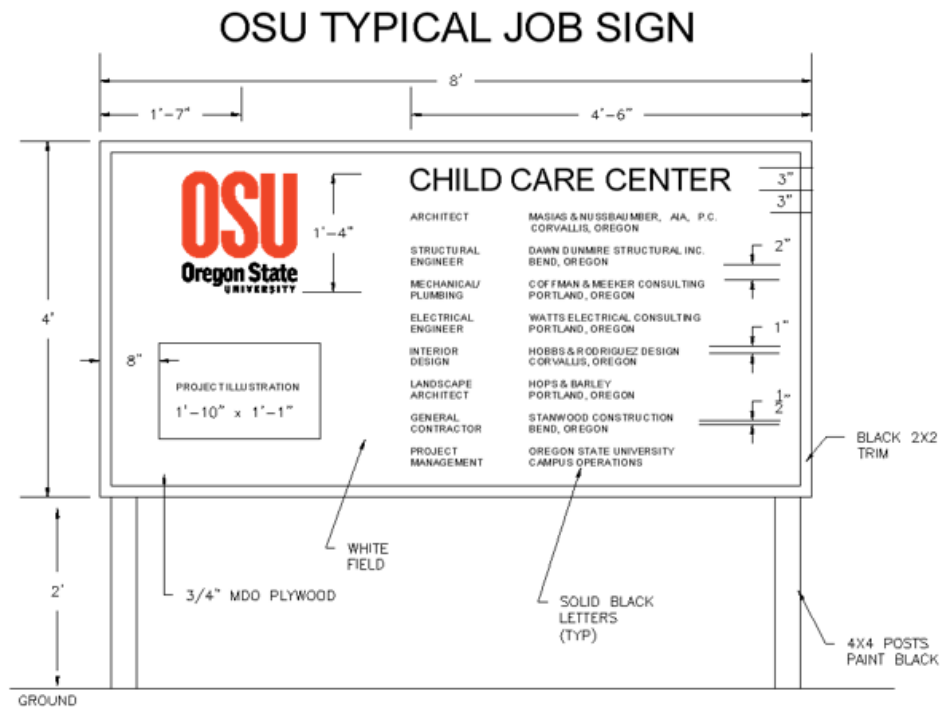 OSU TYPICAL JOB SIGN
8'
1'-7"
4'-6"
OSU
Oregon State
UNIVERSITY
1'-4"
CHILD CARE CENTER
3"
3"
ARCHITECT MASIAS & NUSSBAUMBER, AIA, P.C.
CORVALLIS, OREGON
STRUCTURAL DAWN DUNMIRE STRUCTURAL INC.
ENGINEER BEND, OREGON
2"
MECHANICAL/ COFFMAN & MEEKER CONSULTING
PLUMBING PORTLAND, OREGON
4'
ELECTRICAL WATTS ELECTRICAL CONSULTING
ENGINEER PORTLAND, OREGON
1"
8"
INTERIOR HOBBS & RODRIGUEZ DESIGN
DESIGN CORVALLIS, OREGON
PROJECT ILLUSTRATION
1'-10" x 1'-1"
LANDSCAPE HOPS & BARLEY
ARCHITECT PORTLAND, OREGON
1"
2
GENERAL STANWOOD CONSTRUCTION
CONTRACTOR BEND, OREGON
PROJECT OREGON STATE UNIVERSITY
MANAGEMENT CAMPUS OPERATIONS
BLACK 2X2
TRIM
WHITE
FIELD
2'
3/4" MDO PLYWOOD
SOLID BLACK
LETTERS
(TYP)
4X4 POSTS
PAINT BLACK
GROUND